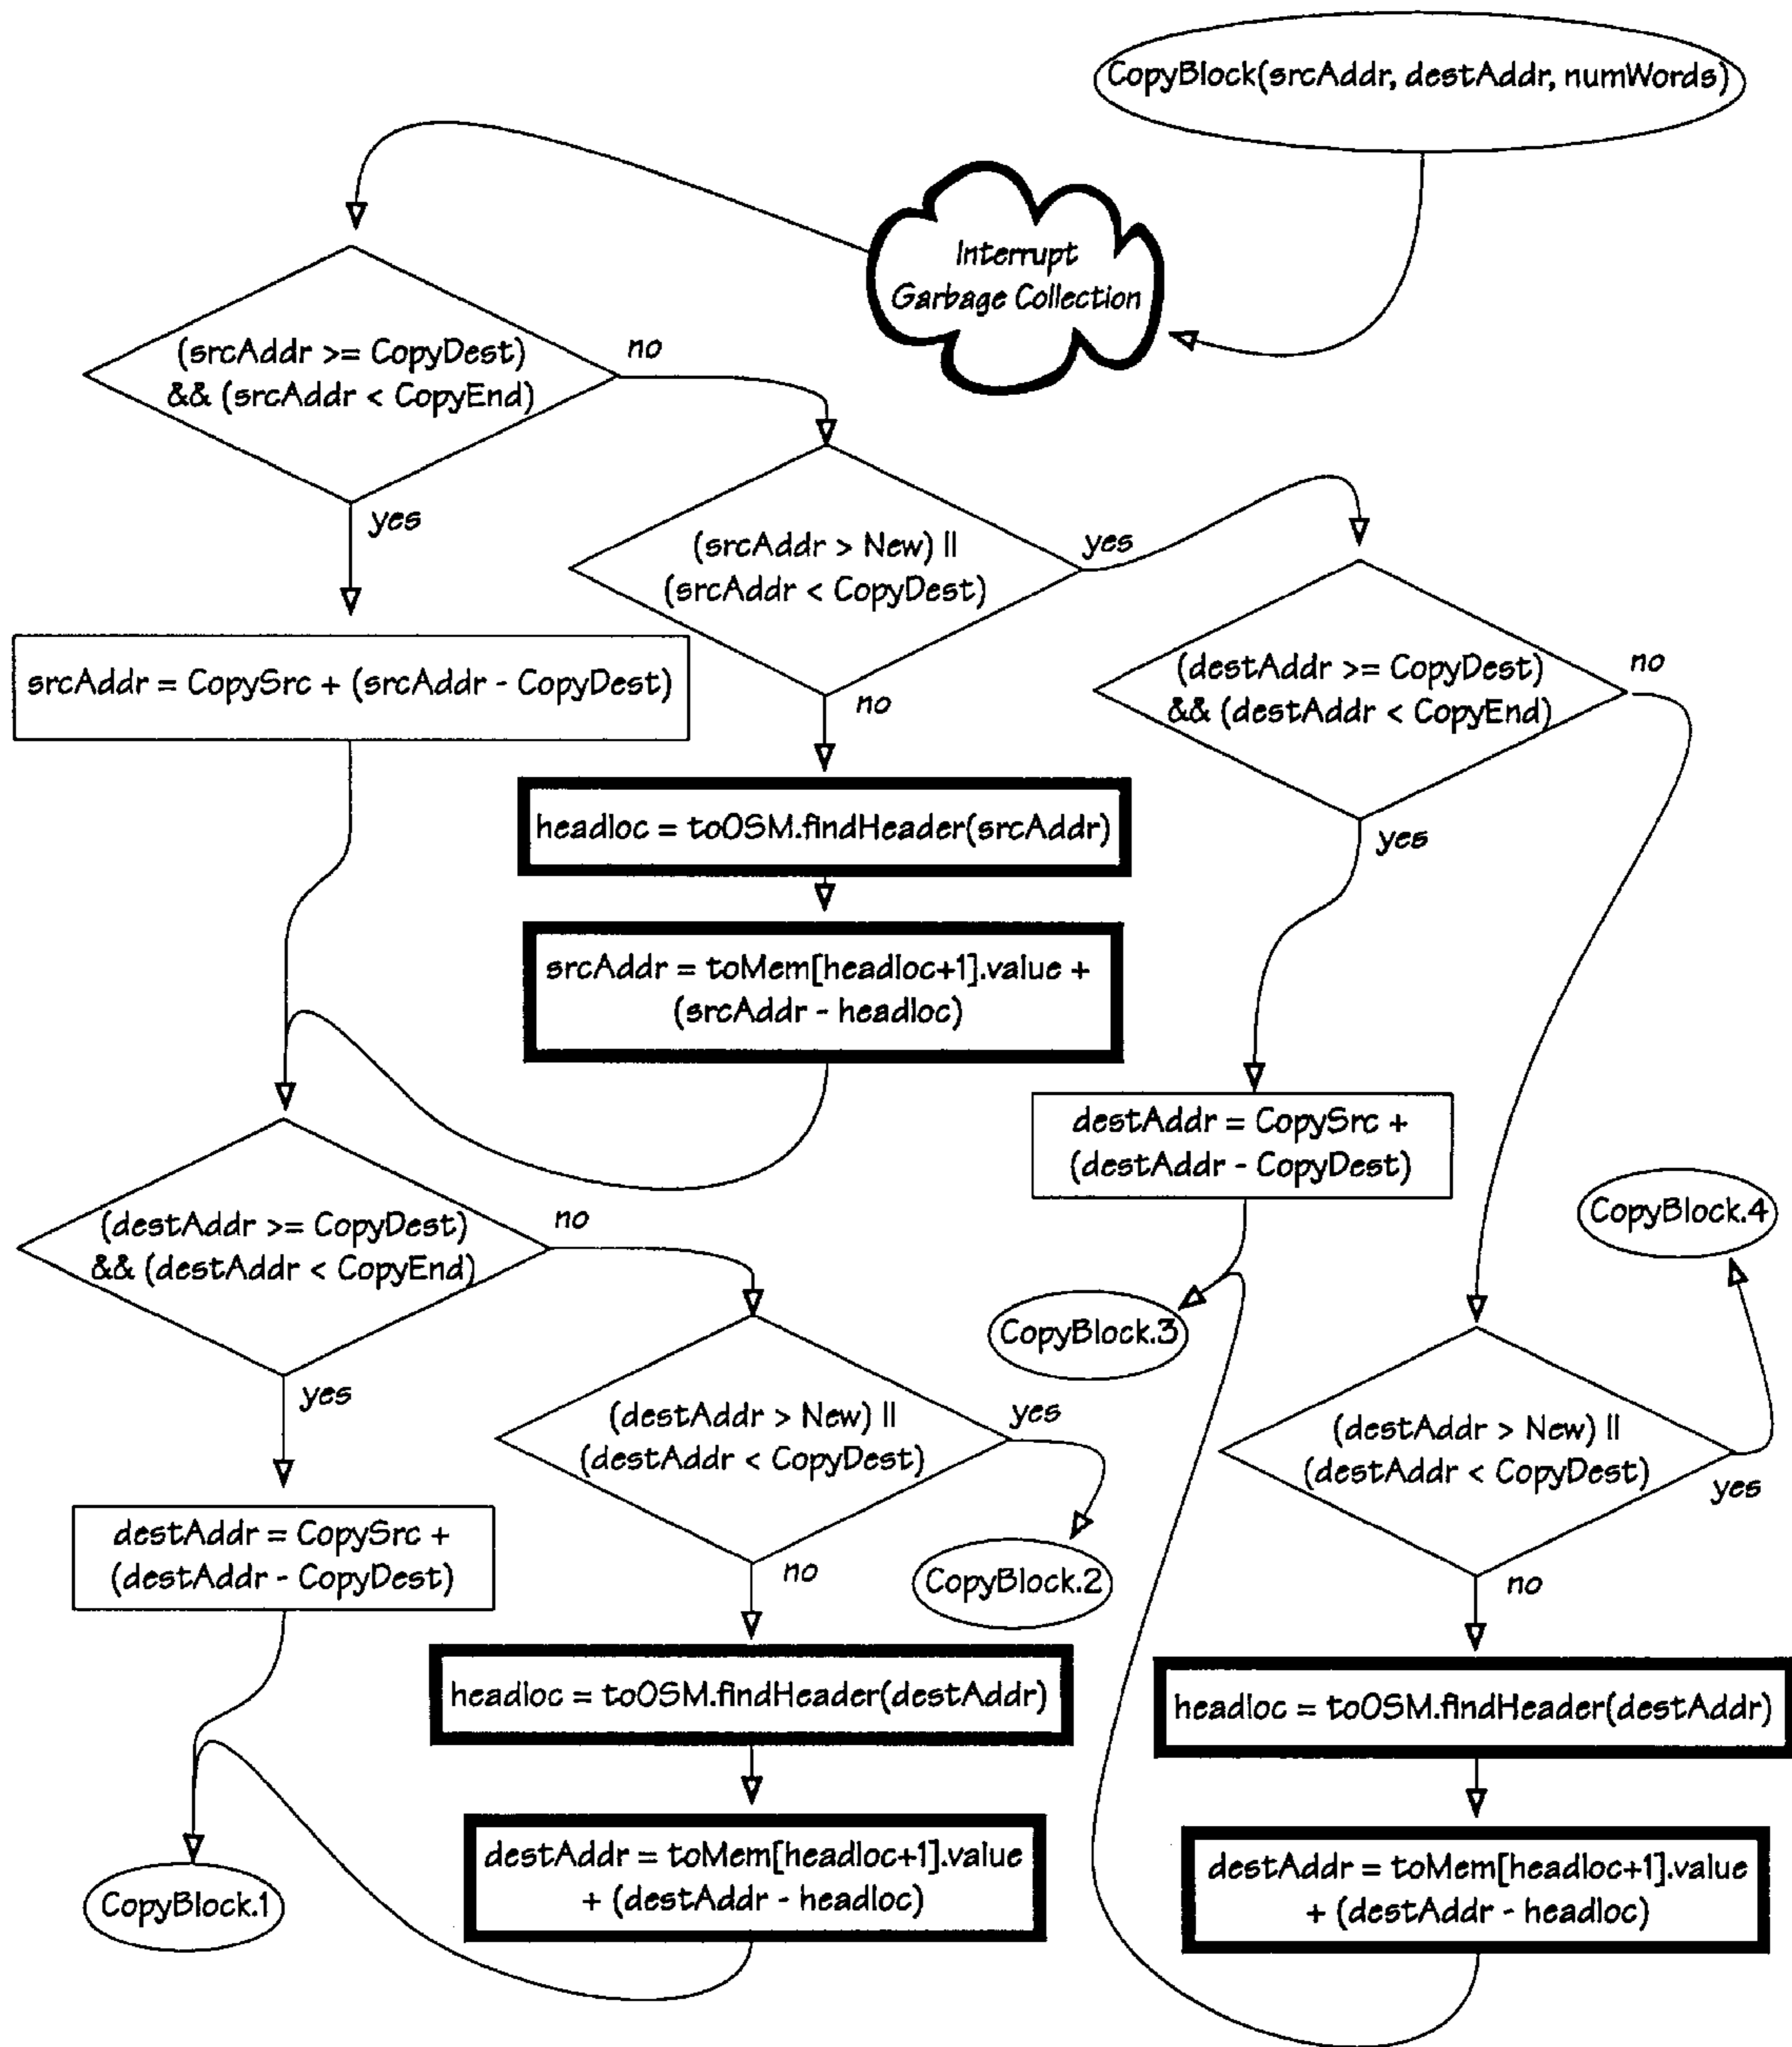 CopyBlock(srcAddr, destAddr, numWords)
Interrupt
Garbage Collection
(srcAddr >= CopyDest)
&& (srcAddr < CopyEnd)
no
yes
(srcAddr > New) ||
(srcAddr < CopyDest)
yes
no
srcAddr = CopySrc + (srcAddr - CopyDest)
(destAddr >= CopyDest)
&& (destAddr < CopyEnd)
no
yes
headloc = toOSM.findHeader(srcAddr)
srcAddr = toMem[headloc+1].value +
(srcAddr - headloc)
destAddr = CopySrc +
(destAddr - CopyDest)
(destAddr >= CopyDest)
&& (destAddr < CopyEnd)
no
yes
CopyBlock.4
CopyBlock.3
(destAddr > New) ||
(destAddr < CopyDest)
yes
no
(destAddr > New) ||
(destAddr < CopyDest)
yes
no
destAddr = CopySrc +
(destAddr - CopyDest)
CopyBlock.2
headloc = toOSM.findHeader(destAddr)
headloc = toOSM.findHeader(destAddr)
destAddr = toMem[headloc+1].value
+ (destAddr - headloc)
destAddr = toMem[headloc+1].value
+ (destAddr - headloc)
CopyBlock.1